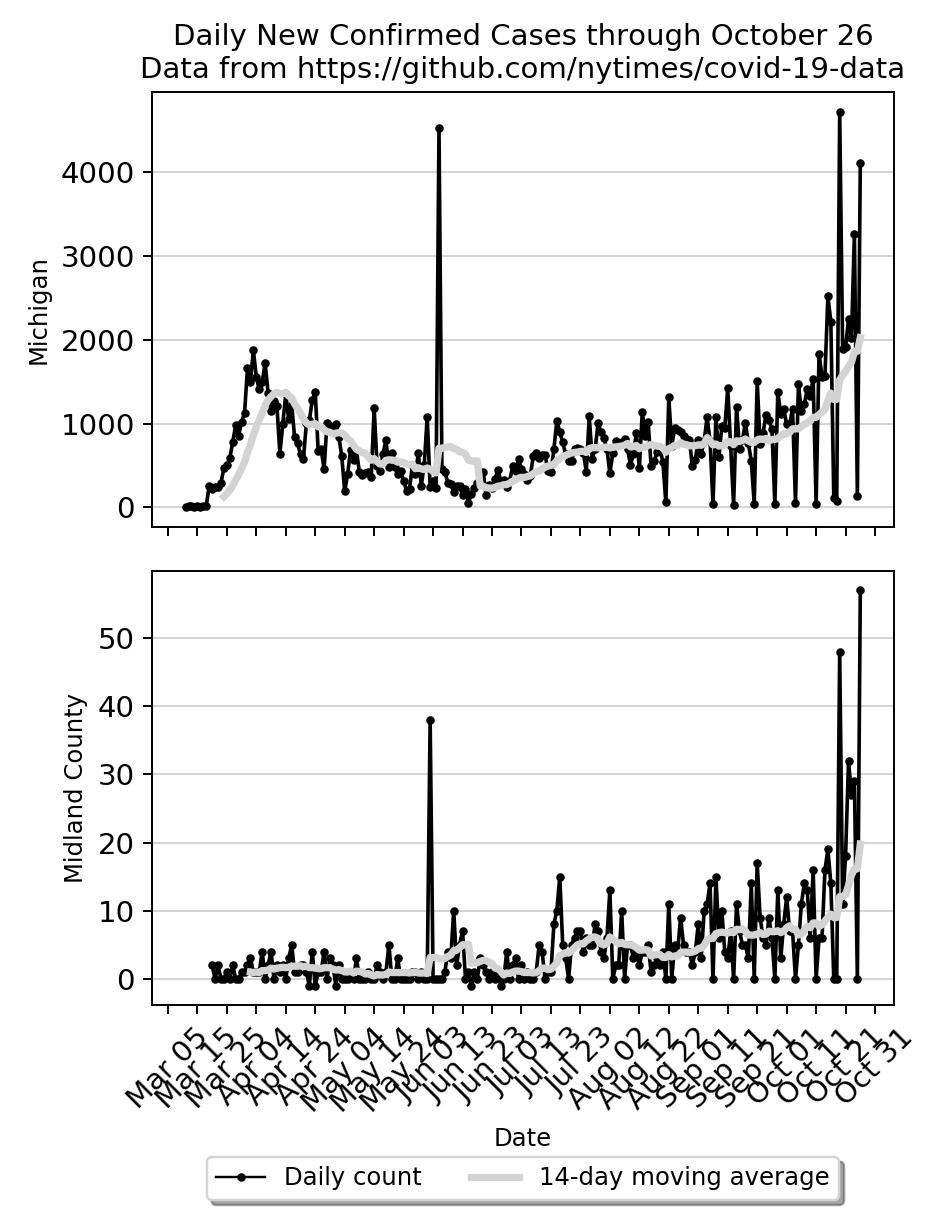 Daily New Confirmed Cases through October 26
Data from https://github.com/nytimes/covid-19-data
Michigan
4000
3000
2000
1000
0
Midland County
50
40
30
20
10
0
Mar 05
Mar 15
Mar 25
Apr 04
Apr 14
Apr 24
May 04
May 14
May 24
Jun 03
Jun 13
Jun 23
Jul 03
Jul 13
Jul 23
Aug 02
Aug 12
Aug 22
Sep 01
Sep 11
Sep 21
Oct 01
Oct 11
Oct 21
Oct 31
Date
Daily count
14-day moving average